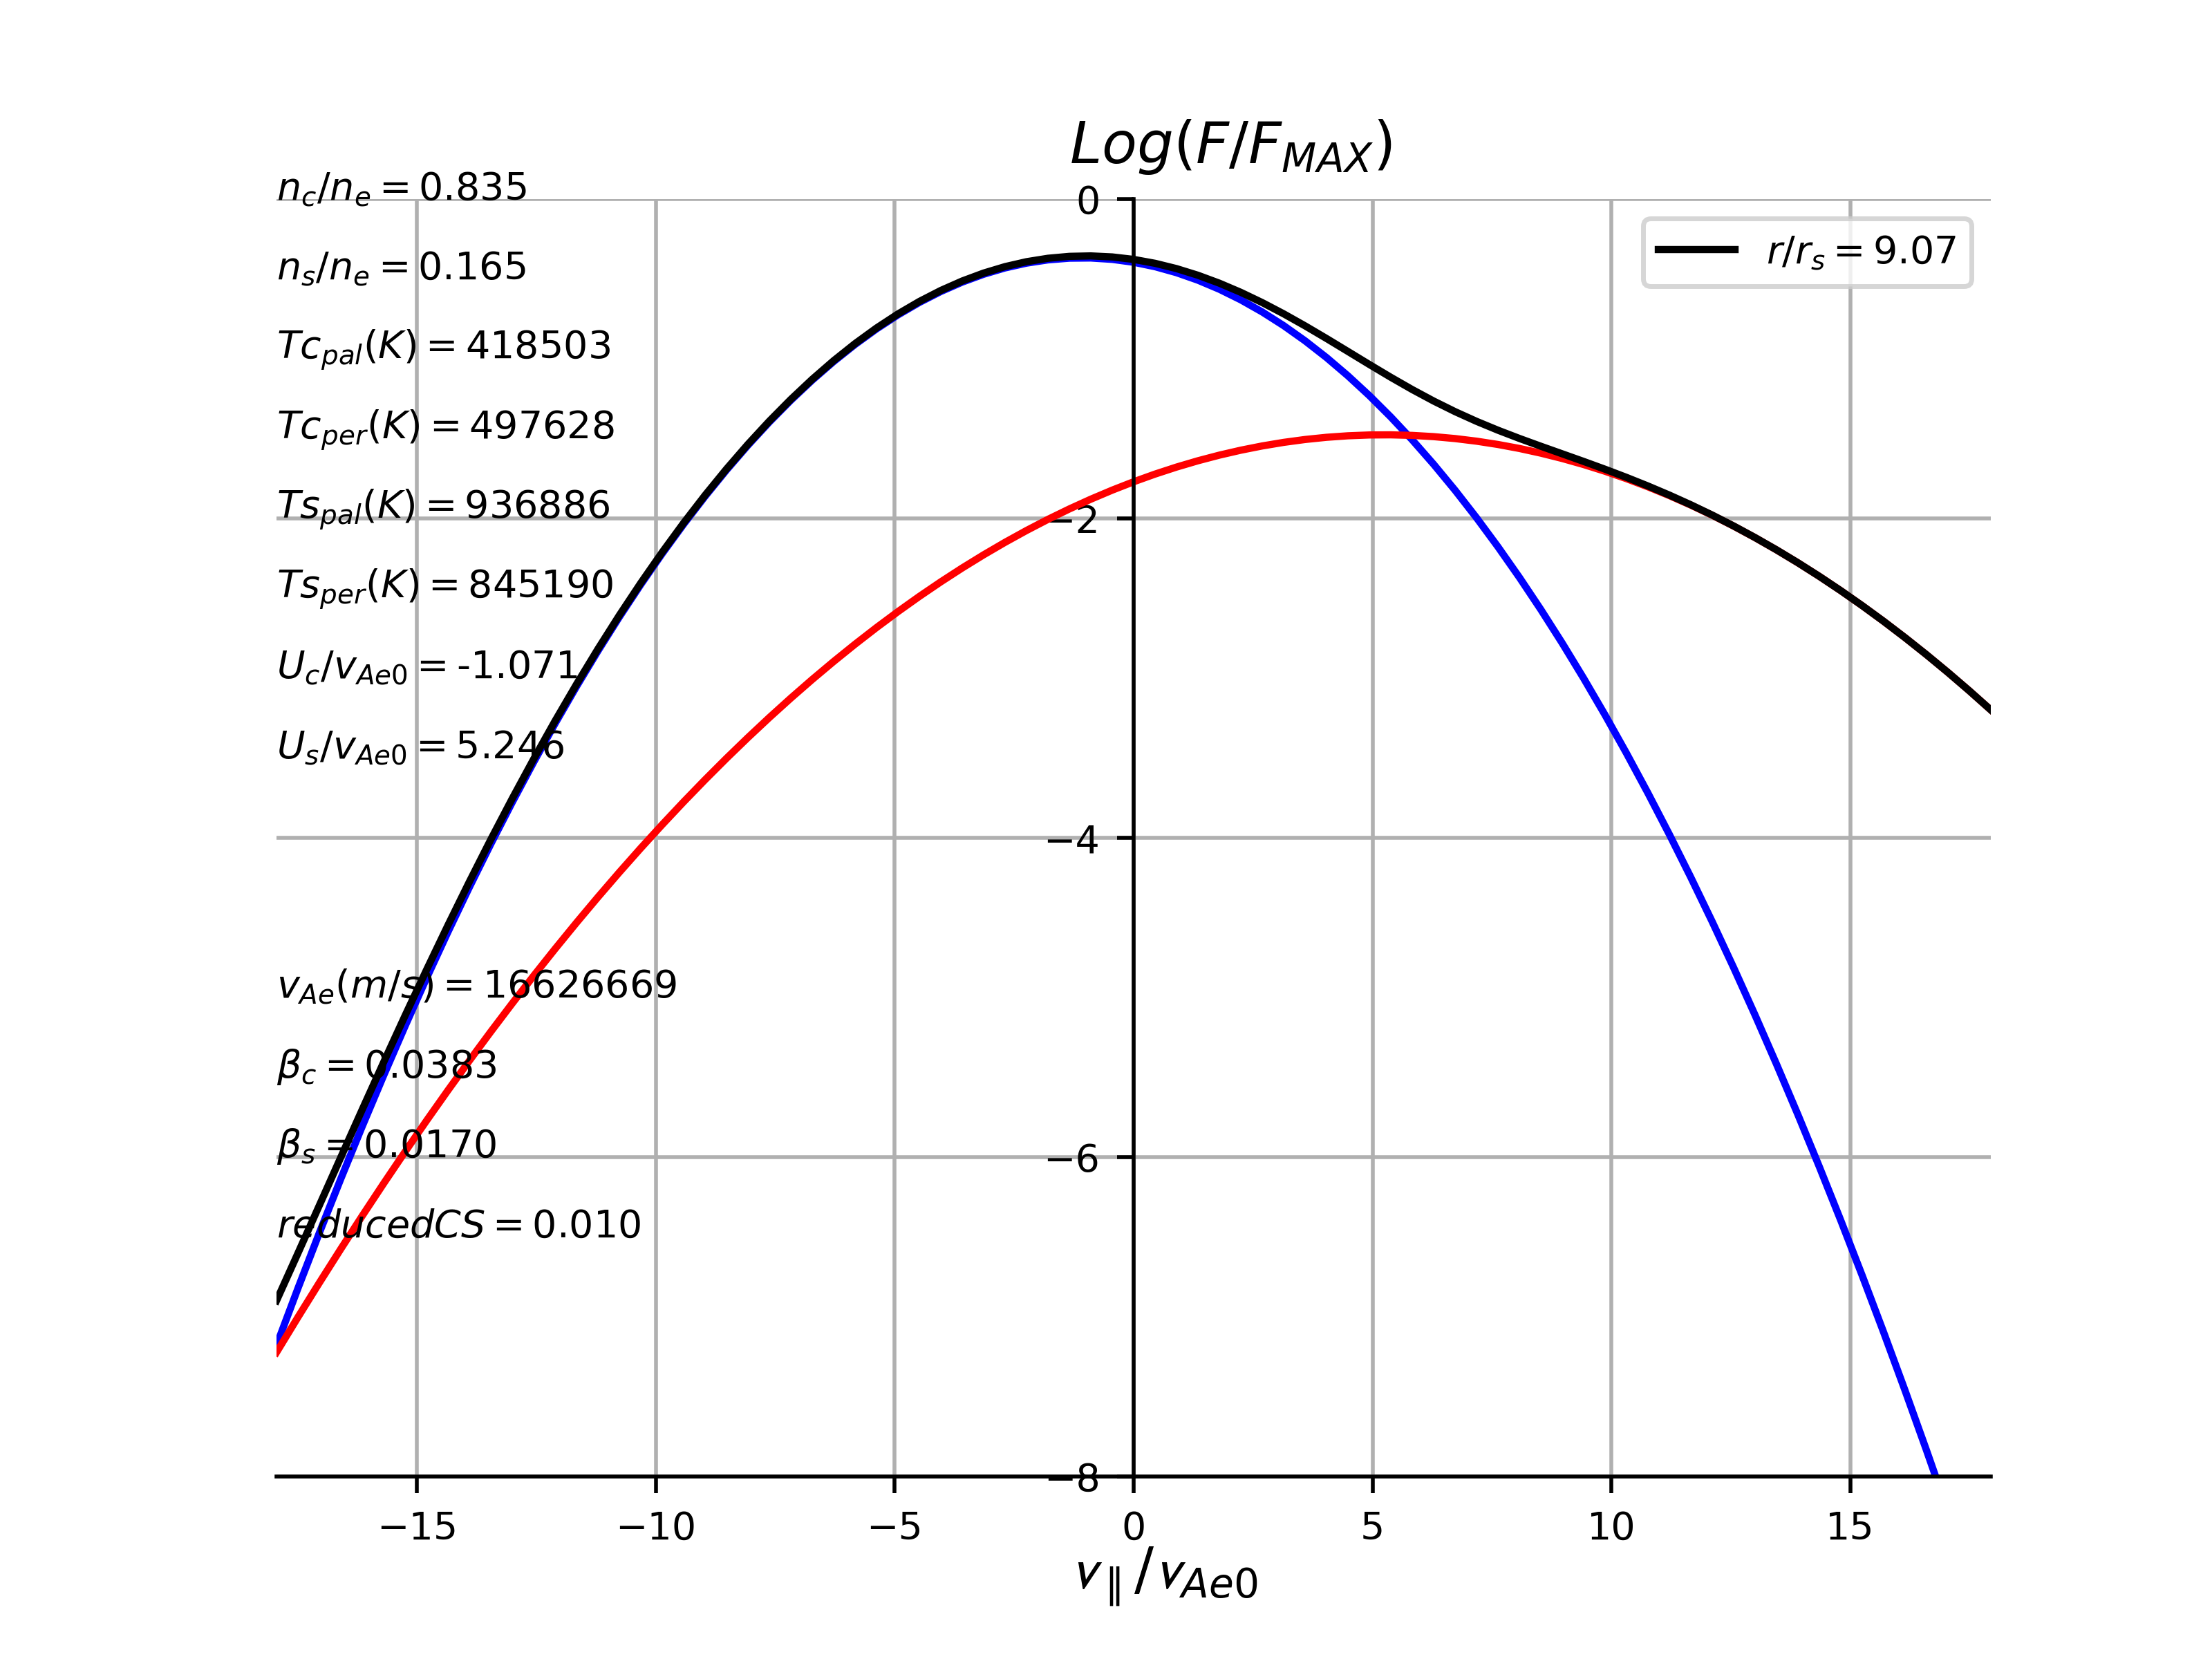 Log(F/F_MAX)
n_c/n_e = 0.835
0
n_s/n_e = 0.165
r/r_s = 9.07
Tc_pal(K) = 418503
Tc_per(K) = 497628
Ts_pal(K) = 936886
−2
Ts_per(K) = 845190
U_c/v_Ae0 = -1.071
U_s/v_Ae0 = 5.246
−4
v_Ae(m/s) = 16626669
β_c = 0.0383
β_s = 0.0170
−6
reducedCS = 0.010
−8
−15 −10 −5 0 5 10 15
v_∥/v_Ae0